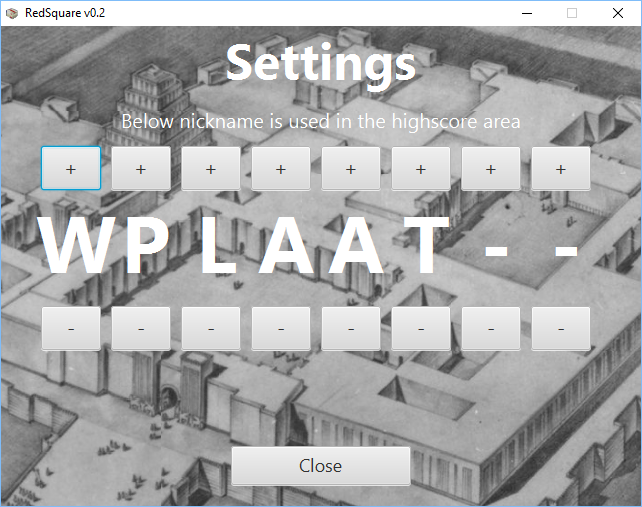 RedSquare v0.2
Settings
Below nickname is used in the highscore area
+ + + + + + + +
W P L A A T - -
- - - - - - - -
Close